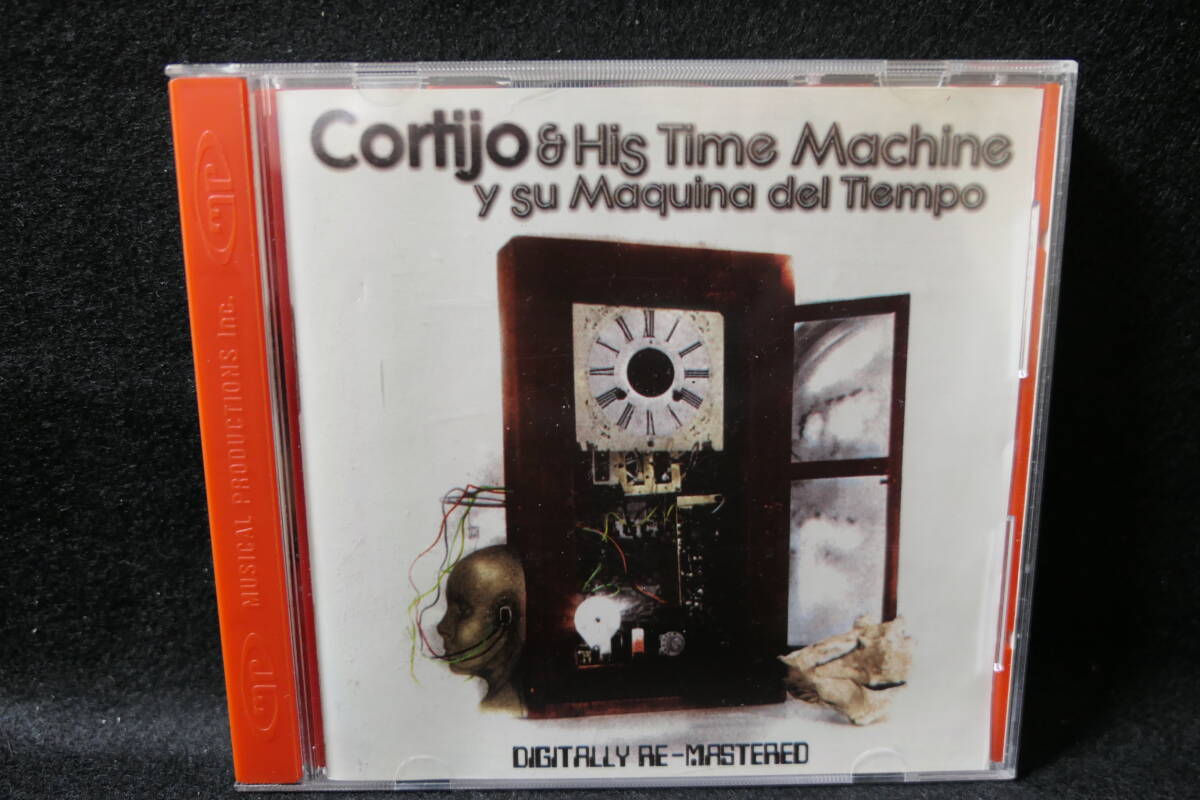 Cortijo & His Time Machine
y su Maquina del Tiempo
DIGITALLY RE-MASTERED
MUSICAL PRODUCTIONS Inc.